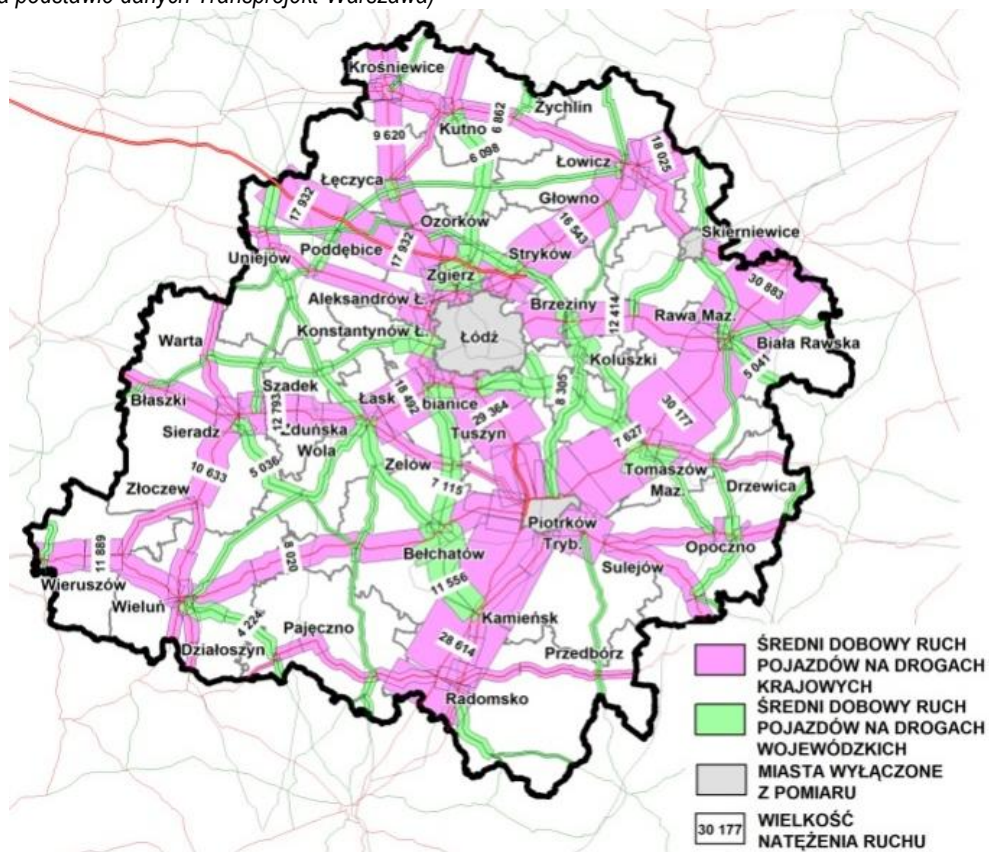 a podstawie danych Transprojekt-Warszawa)
Krośniewice
Żychlin
Kutno
6 862
9 620
6 098
Łowicz
18 025
Łęczyca
Głowno
17 932
Ozorków
16 543
Skierniewice
Poddębice
17 932
Stryków
Uniejów
Zgierz
30 883
Aleksandrów Ł.
Brzeziny
12 414
Rawa Maz.
Konstantynów Ł.
Łódź
Warta
Koluszki
Biała Rawska
5 041
Szadek
8 305
Błaszki
12 793
Łask
18 492
bianice
29 364
30 177
Sieradz
Zduńska
Wola
Tuszyn
7 627
5 036
10 633
Zelów
7 115
Tomaszów
Maz.
Drzewica
Złoczew
Piotrków
Tryb.
8 020
Bełchatów
Opoczno
11 889
Sulejów
Wieruszów
11 556
Wieluń
Kamieńsk
4 224
Pajęczno
28 614
Działoszyn
Przedbórz
Radomsko
ŚREDNI DOBOWY RUCH
POJAZDÓW NA DROGACH
KRAJOWYCH
ŚREDNI DOBOWY RUCH
POJAZDÓW NA DROGACH
WOJEWÓDZKICH
MIASTA WYŁĄCZONE
Z POMIARU
30 177
WIELKOŚĆ
NATĘŻENIA RUCHU